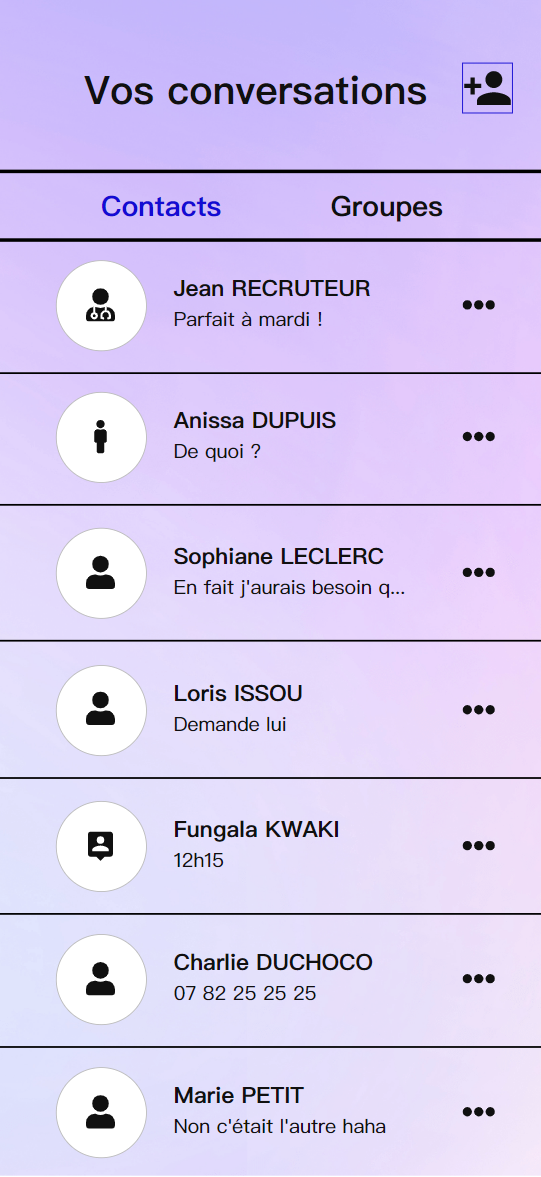 Vos conversations
Contacts
Groupes
Jean RECRUTEUR
Parfait à mardi !
Anissa DUPUIS
De quoi ?
Sophiane LECLERC
En fait j'aurais besoin q...
Loris ISSOU
Demande lui
Fungala KWAKI
12h15
Charlie DUCHOCO
07 82 25 25 25
Marie PETIT
Non c'était l'autre haha